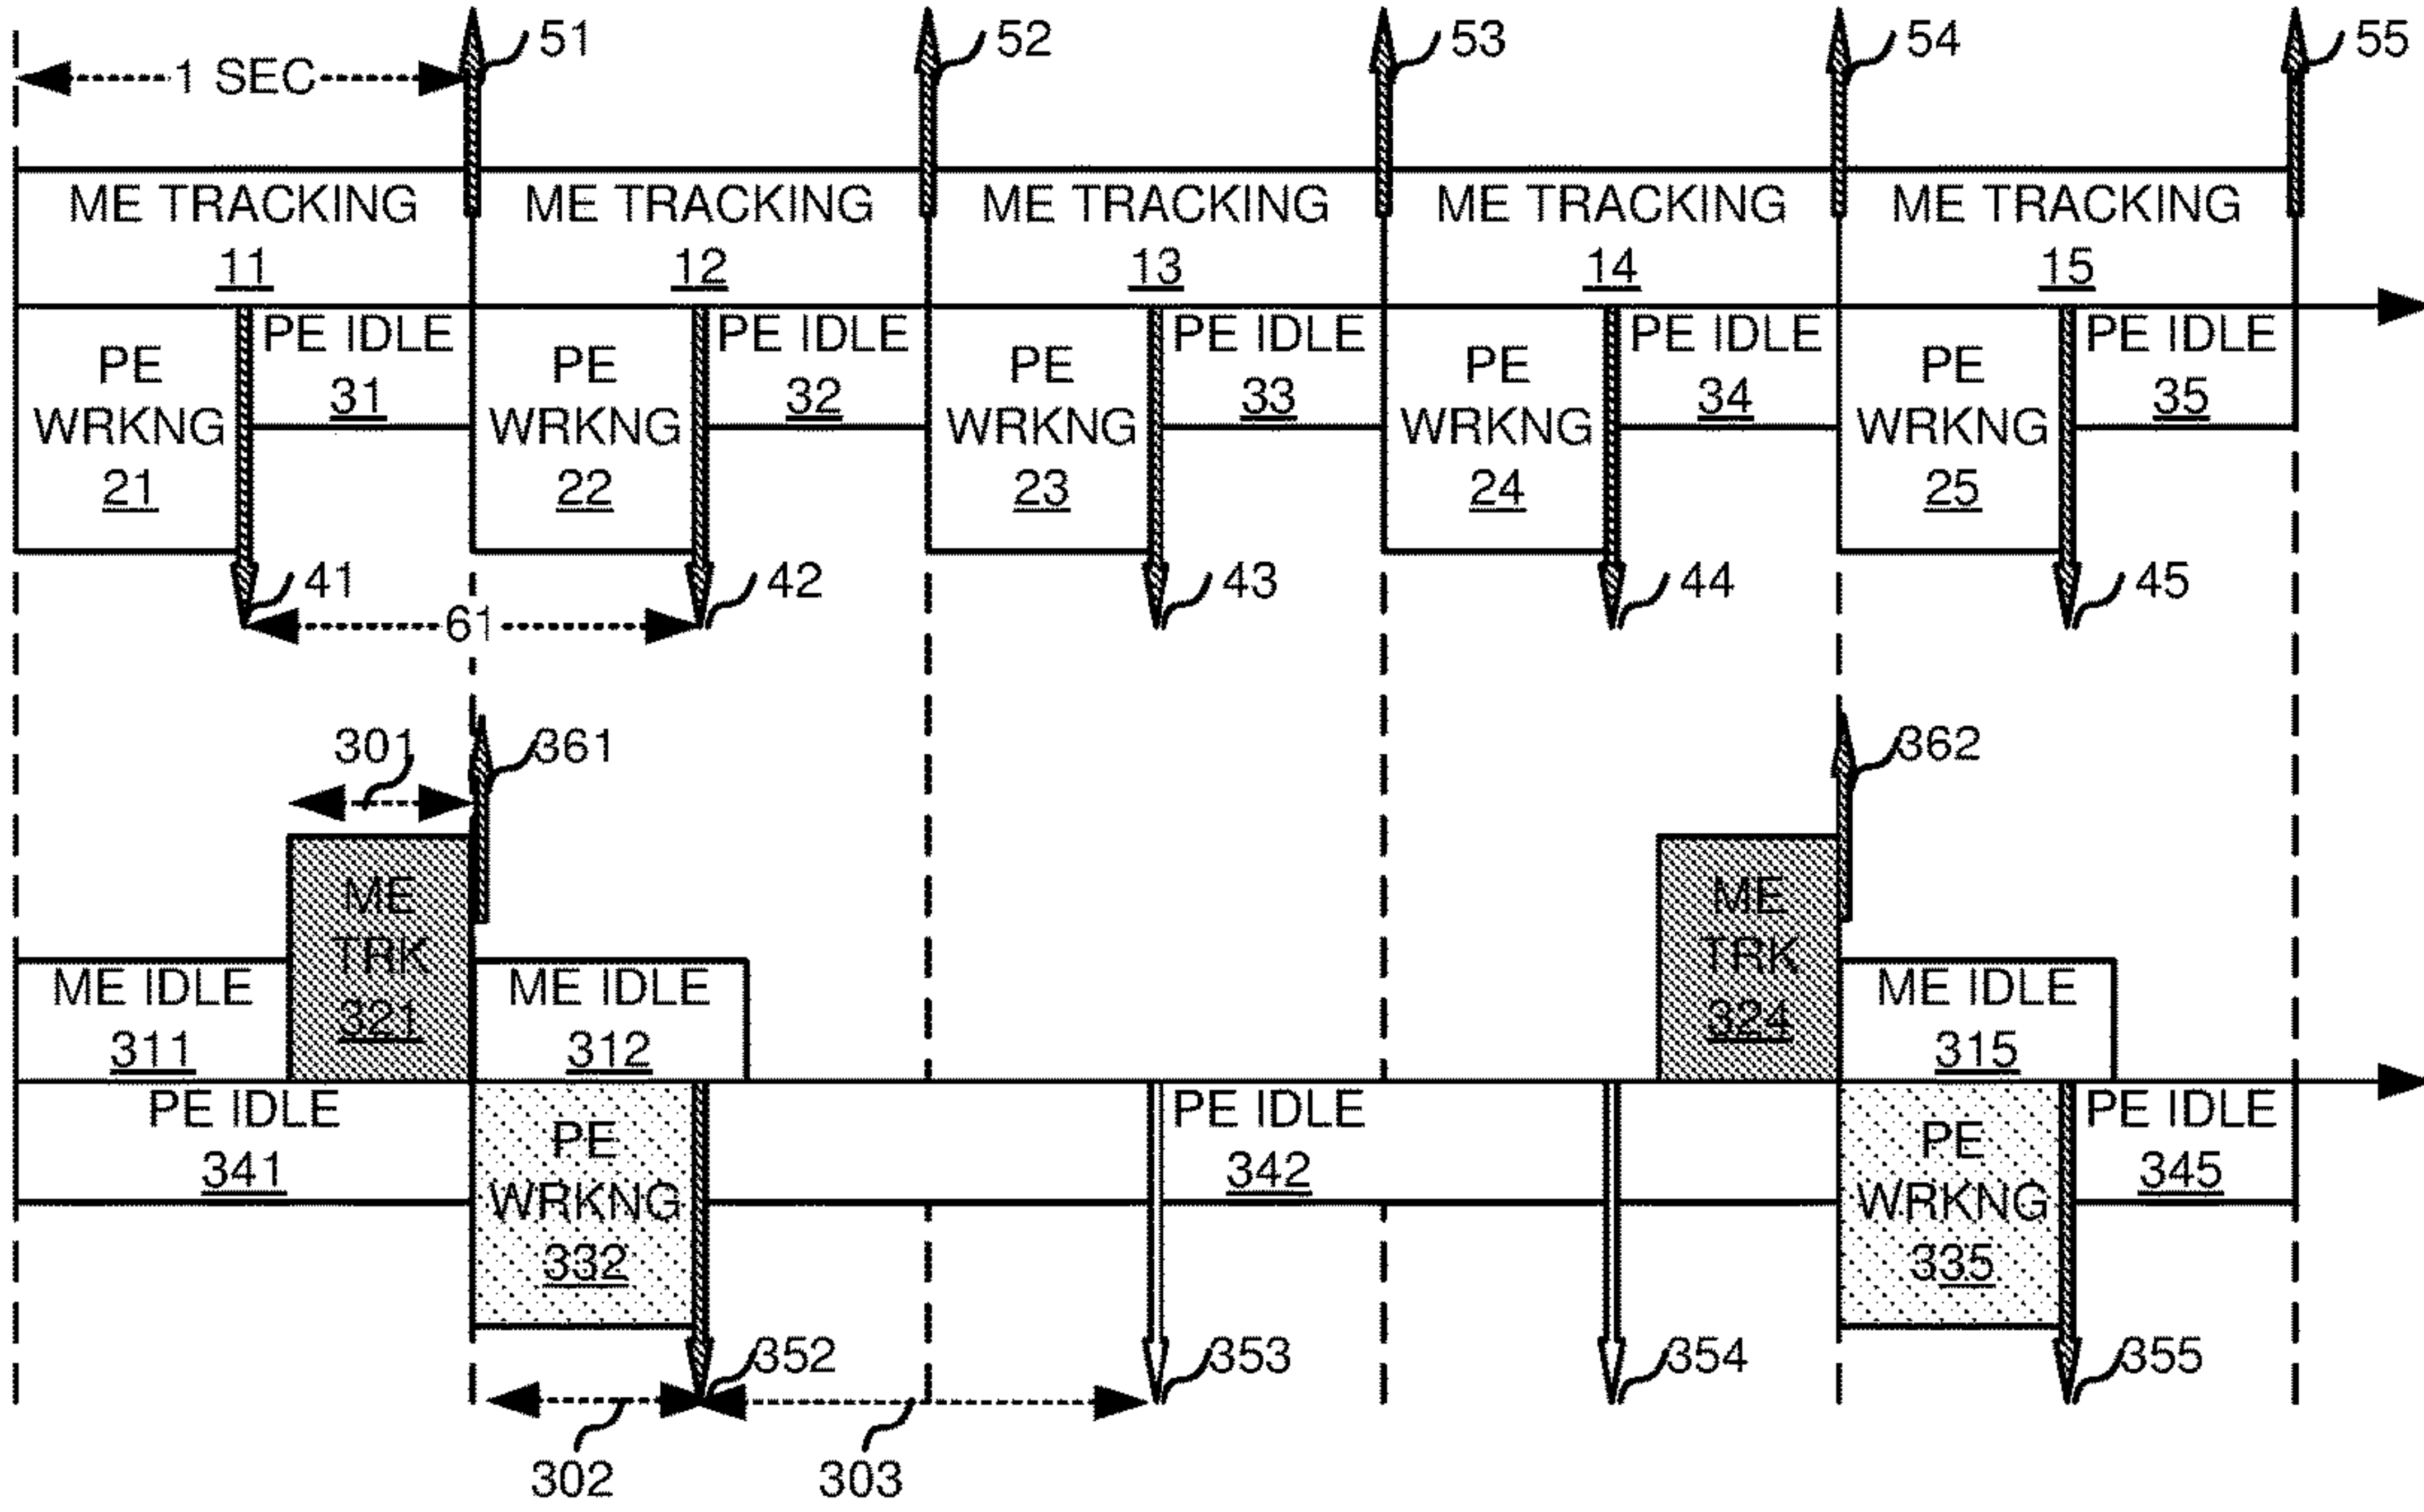 51 52 53 54 55
1 SEC
ME TRACKING ME TRACKING ME TRACKING ME TRACKING ME TRACKING
11 12 13 14 15
PE IDLE PE IDLE PE IDLE PE IDLE PE IDLE
PE PE PE PE PE
31 32 33 34 35
WRKNG WRKNG WRKNG WRKNG WRKNG
21 22 23 24 25
41 42 43 44 45
61
301 361 362
ME ME
TRK TRK
ME IDLE ME IDLE ME IDLE
321 324
311 312 315
PE IDLE PE IDLE PE IDLE
PE PE
341 342 345
WRKNG WRKNG
332 335
352 353 354 355
302 303